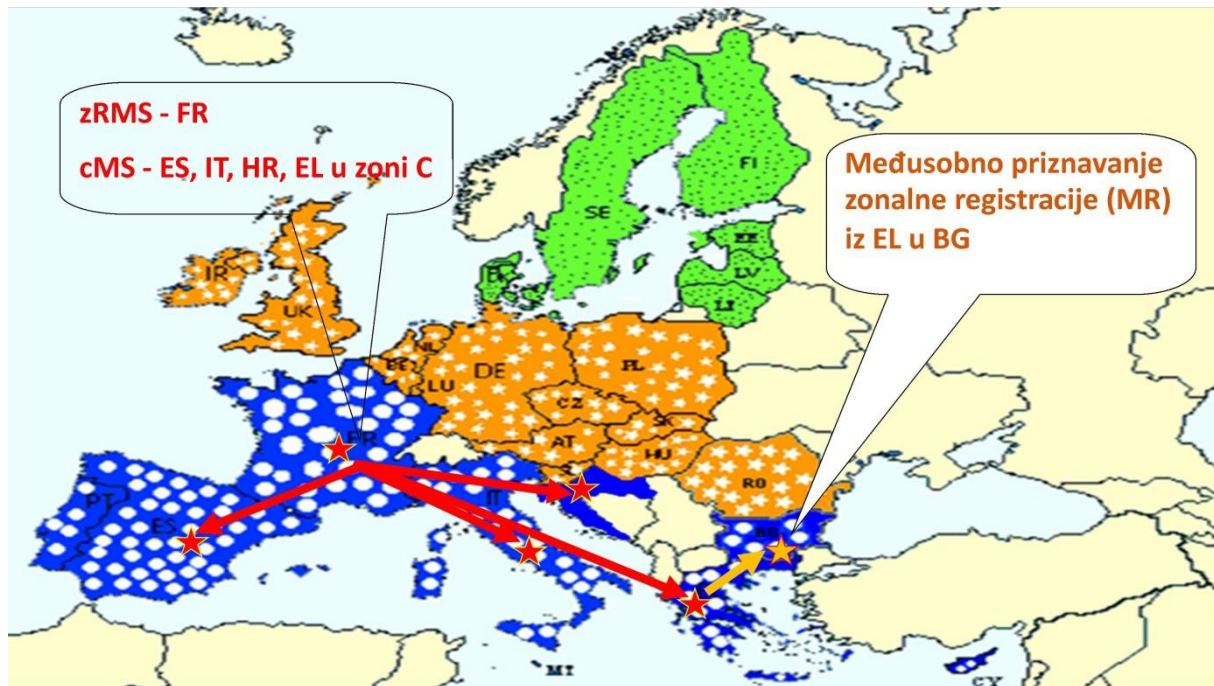 zRMS - FR
cMS - ES, IT, HR, EL u zoni C
Međusobno priznavanje
zonalne registracije (MR)
iz EL u BG
FI
SE
EE
LV
LI
IR
UK
NL
BE
LU
DE
PL
CZ
SK
AT
HU
RO
FR
IT
PT
ES
BG
MI
CY